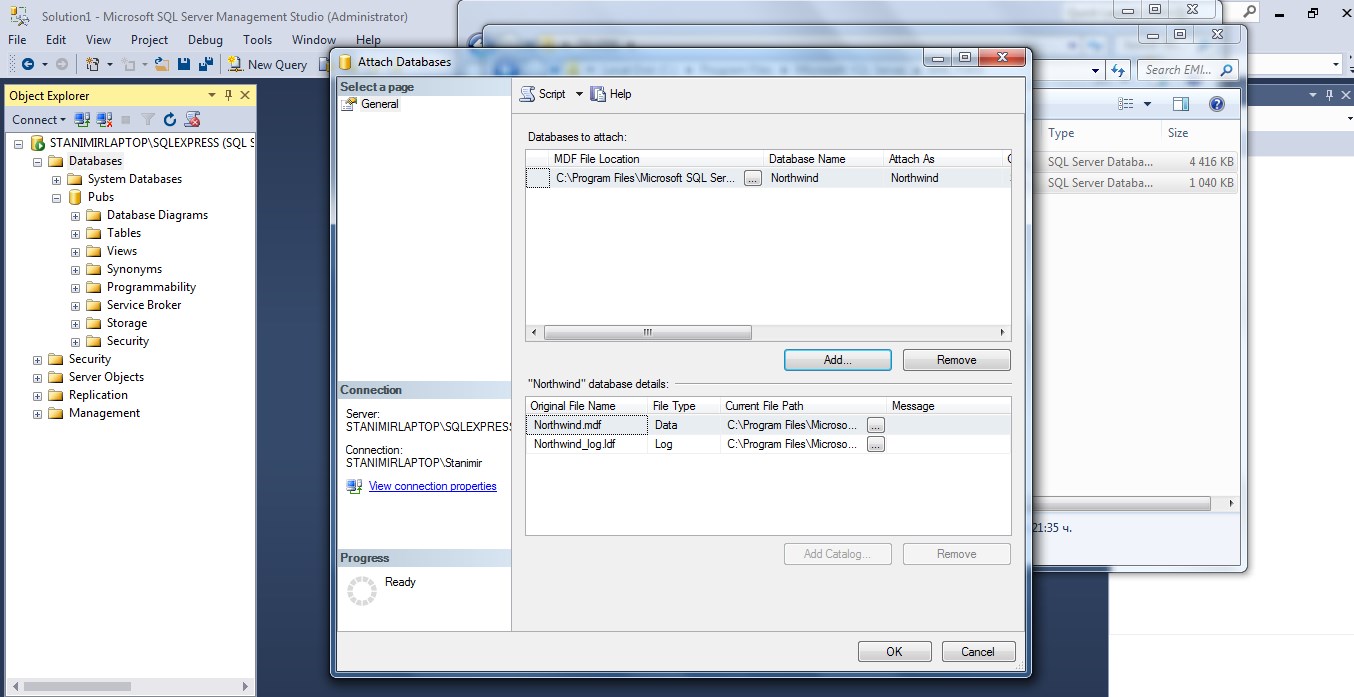 Solution1 - Microsoft SQL Server Management Studio (Administrator)
File Edit View Project Debug Tools Window Help
New Query
Object Explorer
Connect
STANIMIRLAPTOP\SQLEXPRESS (SQL S
Databases
System Databases
Pubs
Database Diagrams
Tables
Views
Synonyms
Programmability
Service Broker
Storage
Security
Security
Server Objects
Replication
Management
Attach Databases
Select a page
General
Script Help
Databases to attach:
MDF File Location Database Name Attach As
C:\Program Files\Microsoft SQL Ser... ... Northwind Northwind
Add... Remove
"Northwind" database details:
Original File Name File Type Current File Path Message
Northwind.mdf Data C:\Program Files\Microso... ...
Northwind_log.ldf Log C:\Program Files\Microso... ...
Add Catalog... Remove
Connection
Server:
STANIMIRLAPTOP\SQLEXPRESS
Connection:
STANIMIRLAPTOP\Stanimir
View connection properties
Progress
Ready
OK Cancel
Search EMI...
Type Size
SQL Server Databa... 4 416 KB
SQL Server Databa... 1 040 KB
21:35 ч.